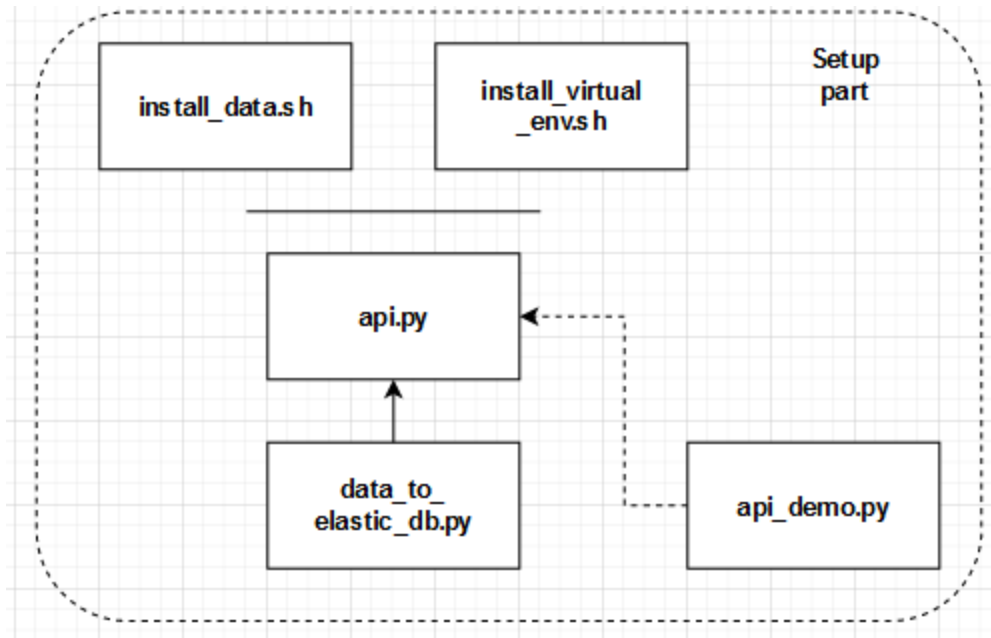 install_data.sh
install_virtual
_env.sh
Setup
part
api.py
data_to_
elastic_db.py
api_demo.py